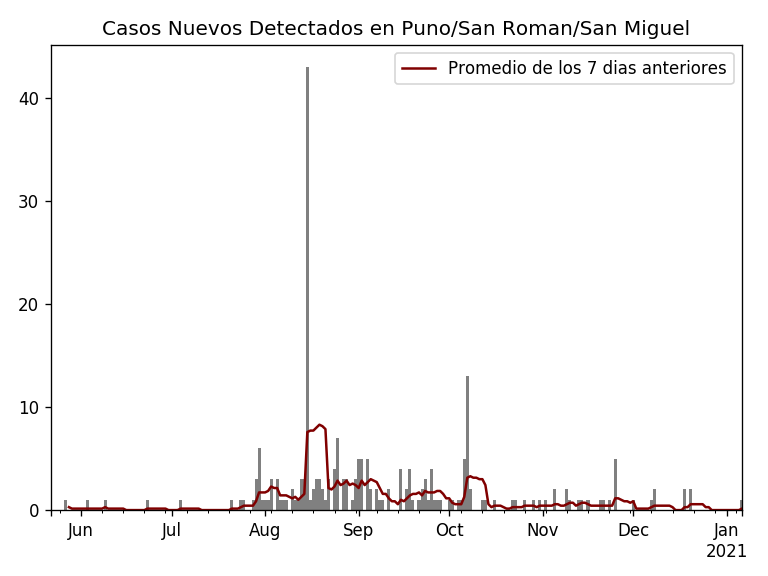 Casos Nuevos Detectados en Puno/San Roman/San Miguel
Promedio de los 7 dias anteriores
40
30
20
10
0
Jun Jul Aug Sep Oct Nov Dec Jan
2021